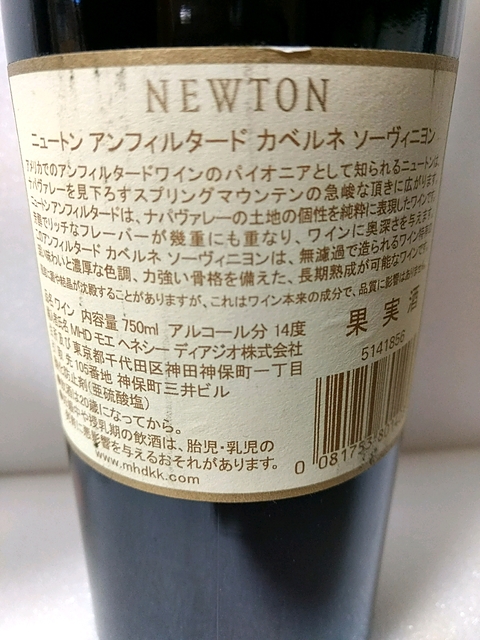 NEWTON
ニュートン アンフィルタード カベルネ ソーヴィニヨン
アメリカでのアンフィルタードワインのパイオニアとして知られるニュートンは、
ナパヴァレーを見下ろすスプリングマウンテンの急峻な頂きに広がります。
ニュートンアンフィルタードは、ナパヴァレーの土地の個性を純粋に表現したワインです。
でリッチなフレーバーが幾重にも重なり、ワインに奥深さを与えます。
アンフィルタード カベルネ ソーヴィニヨンは、無濾過で造られるワイン
味わいと濃厚な色調、力強い骨格を備えた、長期熟成が可能なワインです。
や結晶が沈殿することがありますが、これはワイン本来の成分で、品質に影響はありません
ワイン 内容量 750ml アルコール分 14度
MHD モエ ヘネシー ディアジオ株式会社
東京都千代田区神田神保町一丁目
105番地 神保町三井ビル
防止剤(亜硫酸塩)
は20歳になってから。
や授乳期の飲酒は、胎児・乳児の
影響を与えるおそれがあります。
www.mhdkk.com
果実酒
5141856
0 081753